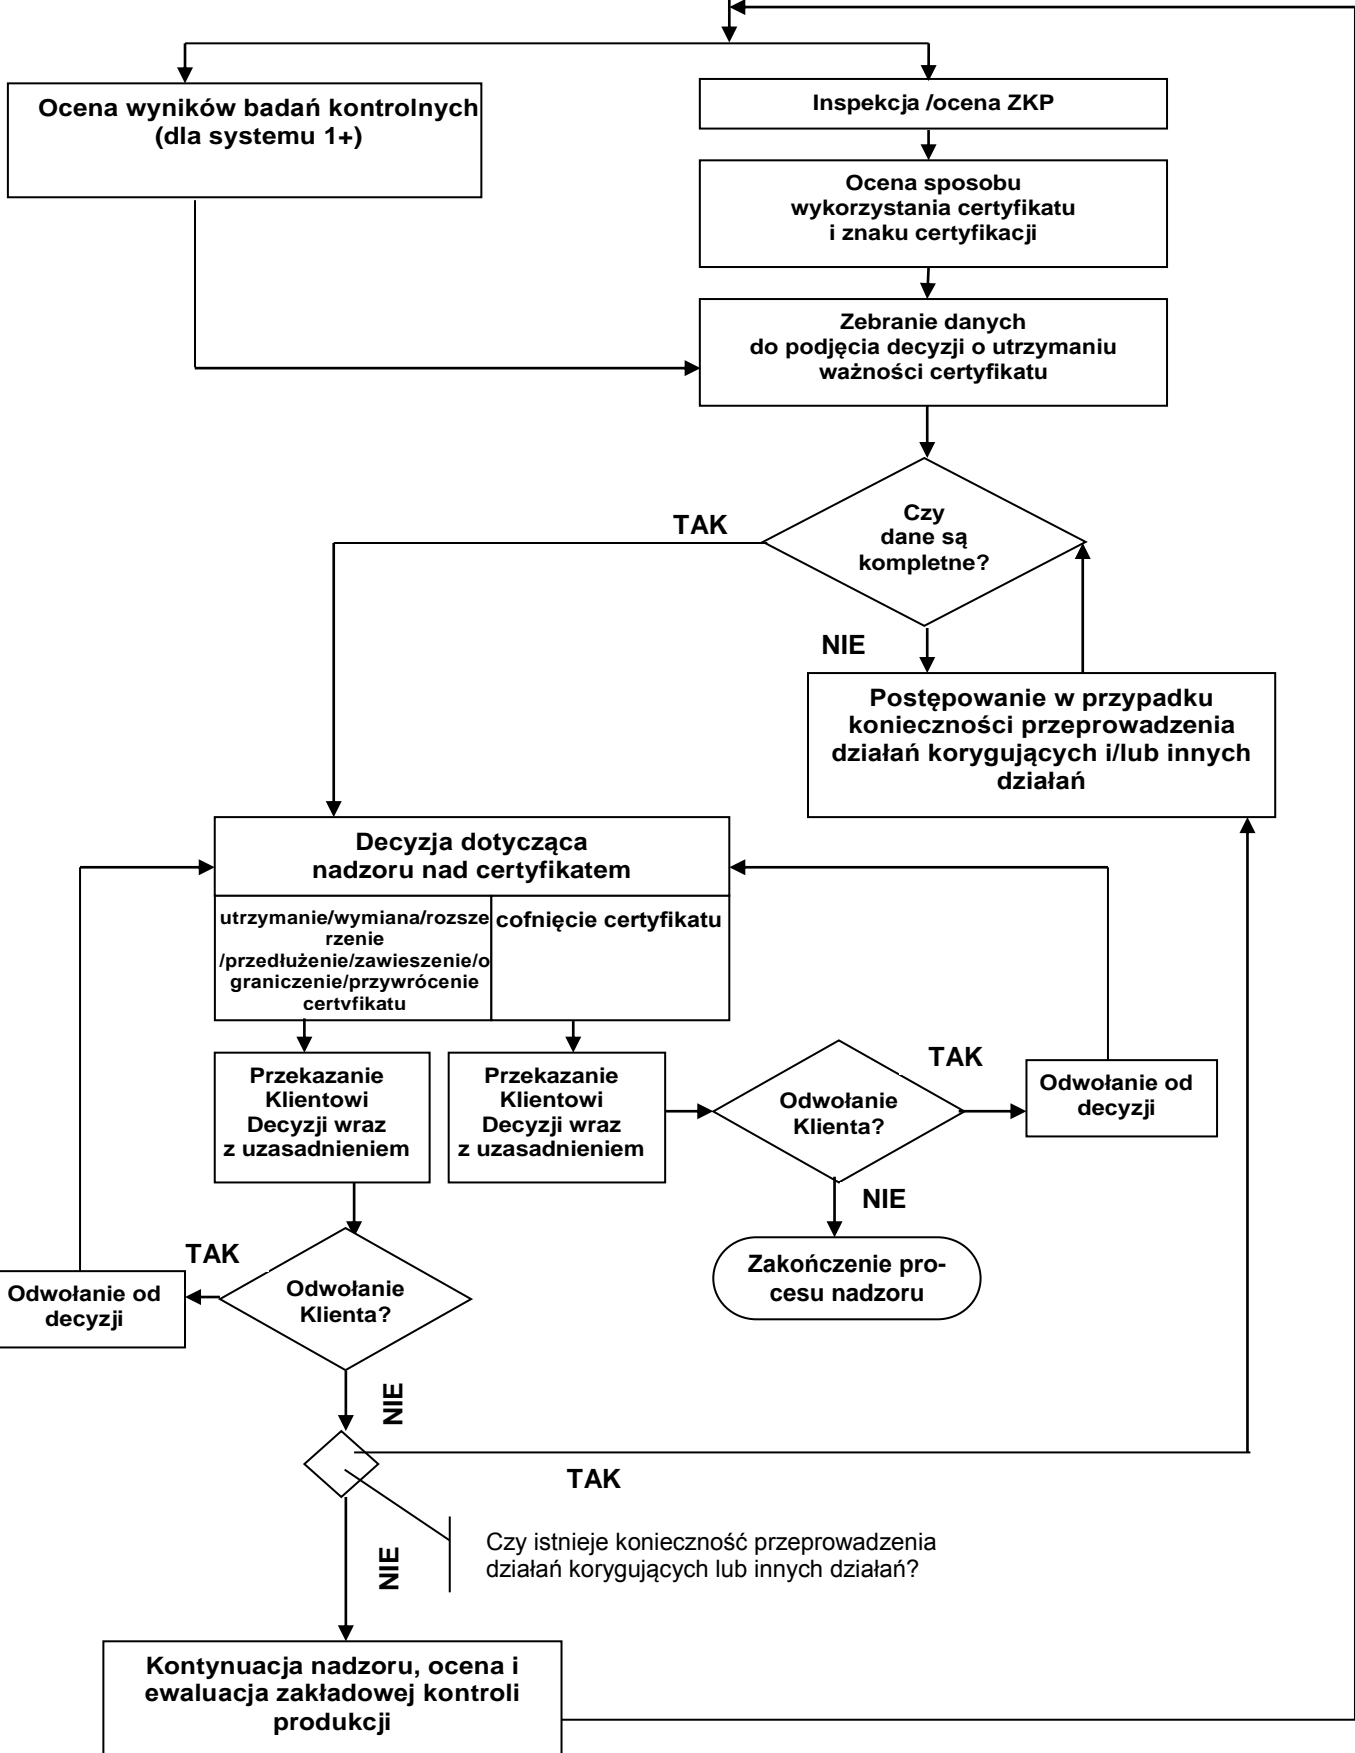 Ocena wyników badań kontrolnych
(dla systemu 1+)
Inspekcja /ocena ZKP
Ocena sposobu
wykorzystania certyfikatu
i znaku certyfikacji
Zebranie danych
do podjęcia decyzji o utrzymaniu
ważności certyfikatu
Czy
dane są
kompletne?
TAK
NIE
Postępowanie w przypadku
konieczności przeprowadzenia
działań korygujących i/lub innych
działań
Decyzja dotycząca
nadzoru nad certyfikatem
utrzymanie/wymiana/rozsze
rzenie
/przedłużenie/zawieszenie/o
graniczenie/przywrócenie
certyfikatu
cofnięcie certyfikatu
Przekazanie
Klientowi
Decyzji wraz
z uzasadnieniem
Przekazanie
Klientowi
Decyzji wraz
z uzasadnieniem
Odwołanie
Klienta?
TAK
Odwołanie od
decyzji
NIE
Zakończenie pro-
cesu nadzoru
TAK
Odwołanie od
decyzji
Odwołanie
Klienta?
NIE
TAK
Czy istnieje konieczność przeprowadzenia
działań korygujących lub innych działań?
NIE
Kontynuacja nadzoru, ocena i
ewaluacja zakładowej kontroli
produkcji